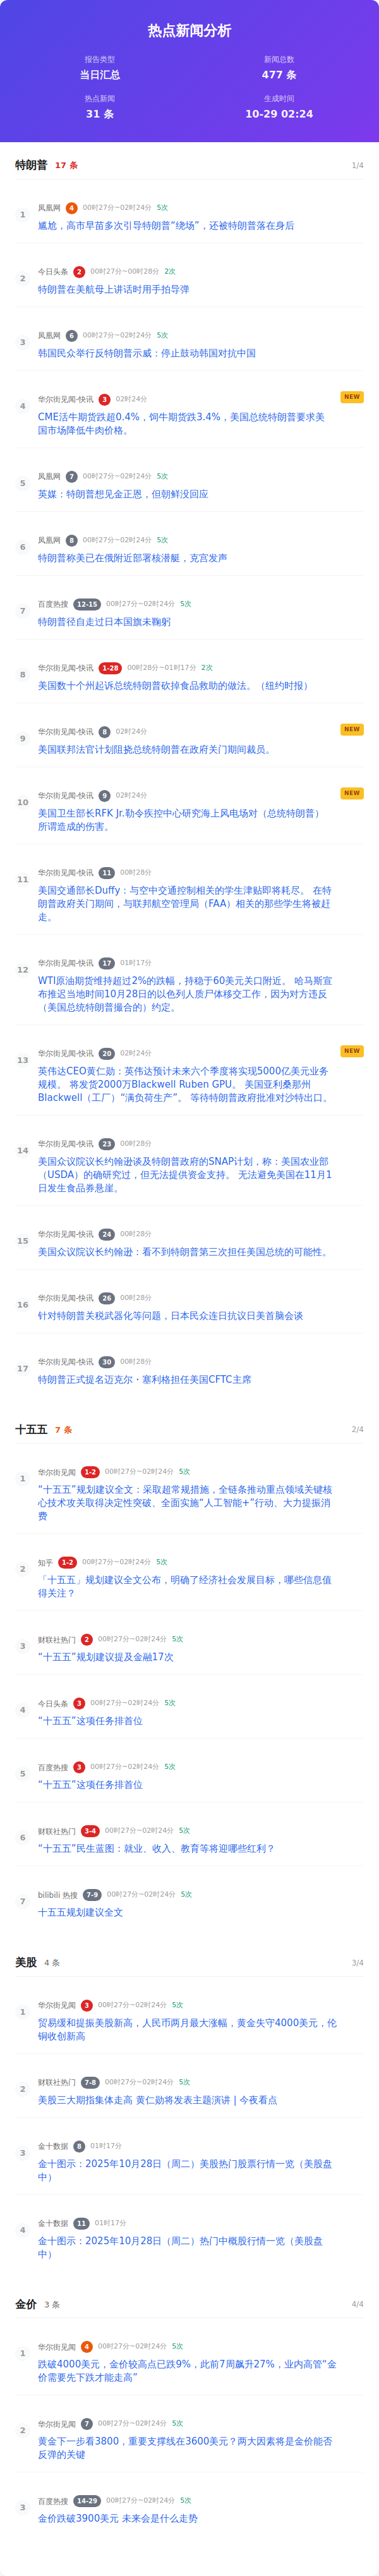 热点新闻分析
报告类型
当日汇总
新闻总数
477 条
热点新闻
31 条
生成时间
10-29 02:24
特朗普 17 条 1/4
1
凤凰网 4 00时27分~02时24分 5次
尴尬，高市早苗多次引导特朗普“绕场”，还被特朗普落在身后
2
今日头条 2 00时27分~00时28分 2次
特朗普在美航母上讲话时用手拍导弹
3
凤凰网 6 00时27分~02时24分 5次
韩国民众举行反特朗普示威：停止鼓动韩国对抗中国
4
华尔街见闻-快讯 3 02时24分 NEW
CME活牛期货跌超0.4%，饲牛期货跌3.4%，美国总统特朗普要求美
国市场降低牛肉价格。
5
凤凰网 7 00时27分~02时24分 5次
英媒：特朗普想见金正恩，但朝鲜没回应
6
凤凰网 8 00时27分~02时24分 5次
特朗普称美已在俄附近部署核潜艇，克宫发声
7
百度热搜 12-15 00时27分~02时24分 5次
特朗普径自走过日本国旗未鞠躬
8
华尔街见闻-快讯 1-28 00时28分~01时17分 2次
美国数十个州起诉总统特朗普砍掉食品救助的做法。（纽约时报）
9
华尔街见闻-快讯 8 02时24分 NEW
美国联邦法官计划阻挠总统特朗普在政府关门期间裁员。
10
华尔街见闻-快讯 9 02时24分 NEW
美国卫生部长RFK Jr.勒令疾控中心研究海上风电场对（总统特朗普）
所谓造成的伤害。
11
华尔街见闻-快讯 11 00时28分
美国交通部长Duffy：与空中交通控制相关的学生津贴即将耗尽。 在特
朗普政府关门期间，与联邦航空管理局（FAA）相关的那些学生将被赶
走。
12
华尔街见闻-快讯 17 01时17分
WTI原油期货维持超过2%的跌幅，持稳于60美元关口附近。 哈马斯宣
布推迟当地时间10月28日的以色列人质尸体移交工作，因为对方违反
（美国总统特朗普撮合的）约定。
13
华尔街见闻-快讯 20 02时24分 NEW
英伟达CEO黄仁勋：英伟达预计未来六个季度将实现5000亿美元业务
规模。 将发货2000万Blackwell Ruben GPU。 美国亚利桑那州
Blackwell（工厂）“满负荷生产”。 等待特朗普政府批准对沙特出口。
14
华尔街见闻-快讯 23 00时28分
美国众议院议长约翰逊谈及特朗普政府的SNAP计划，称：美国农业部
（USDA）的确研究过，但无法提供资金支持。 无法避免美国在11月1
日发生食品券悬崖。
15
华尔街见闻-快讯 24 00时28分
美国众议院议长约翰逊：看不到特朗普第三次担任美国总统的可能性。
16
华尔街见闻-快讯 26 00时28分
针对特朗普关税武器化等问题，日本民众连日抗议日美首脑会谈
17
华尔街见闻-快讯 30 00时28分
特朗普正式提名迈克尔・塞利格担任美国CFTC主席
十五五 7 条 2/4
1
华尔街见闻 1-2 00时27分~02时24分 5次
“十五五”规划建议全文：采取超常规措施，全链条推动重点领域关键核
心技术攻关取得决定性突破、全面实施“人工智能+”行动、大力提振消
费
2
知乎 1-2 00时27分~02时24分 5次
「十五五」规划建议全文公布，明确了经济社会发展目标，哪些信息值
得关注？
3
财联社热门 2 00时27分~02时24分 5次
“十五五”规划建议提及金融17次
4
今日头条 3 00时27分~02时24分 5次
“十五五”这项任务排首位
5
百度热搜 3 00时27分~02时24分 5次
“十五五”这项任务排首位
6
财联社热门 3-4 00时27分~02时24分 5次
“十五五”民生蓝图：就业、收入、教育等将迎哪些红利？
7
bilibili 热搜 7-9 00时27分~02时24分 5次
十五五规划建议全文
美股 4 条 3/4
1
华尔街见闻 3 00时27分~02时24分 5次
贸易缓和提振美股新高，人民币两月最大涨幅，黄金失守4000美元，伦
铜收创新高
2
财联社热门 7-8 00时27分~02时24分 5次
美股三大期指集体走高 黄仁勋将发表主题演讲 | 今夜看点
3
金十数据 8 01时17分
金十图示：2025年10月28日（周二）美股热门股票行情一览（美股盘
中）
4
金十数据 11 01时17分
金十图示：2025年10月28日（周二）热门中概股行情一览（美股盘
中）
金价 3 条 4/4
1
华尔街见闻 4 00时27分~02时24分 5次
跌破4000美元，金价较高点已跌9%，此前7周飙升27%，业内高管“金
价需要先下跌才能走高”
2
华尔街见闻 7 00时27分~02时24分 5次
黄金下一步看3800，重要支撑线在3600美元？两大因素将是金价能否
反弹的关键
3
百度热搜 14-29 00时27分~02时24分 5次
金价跌破3900美元 未来会是什么走势